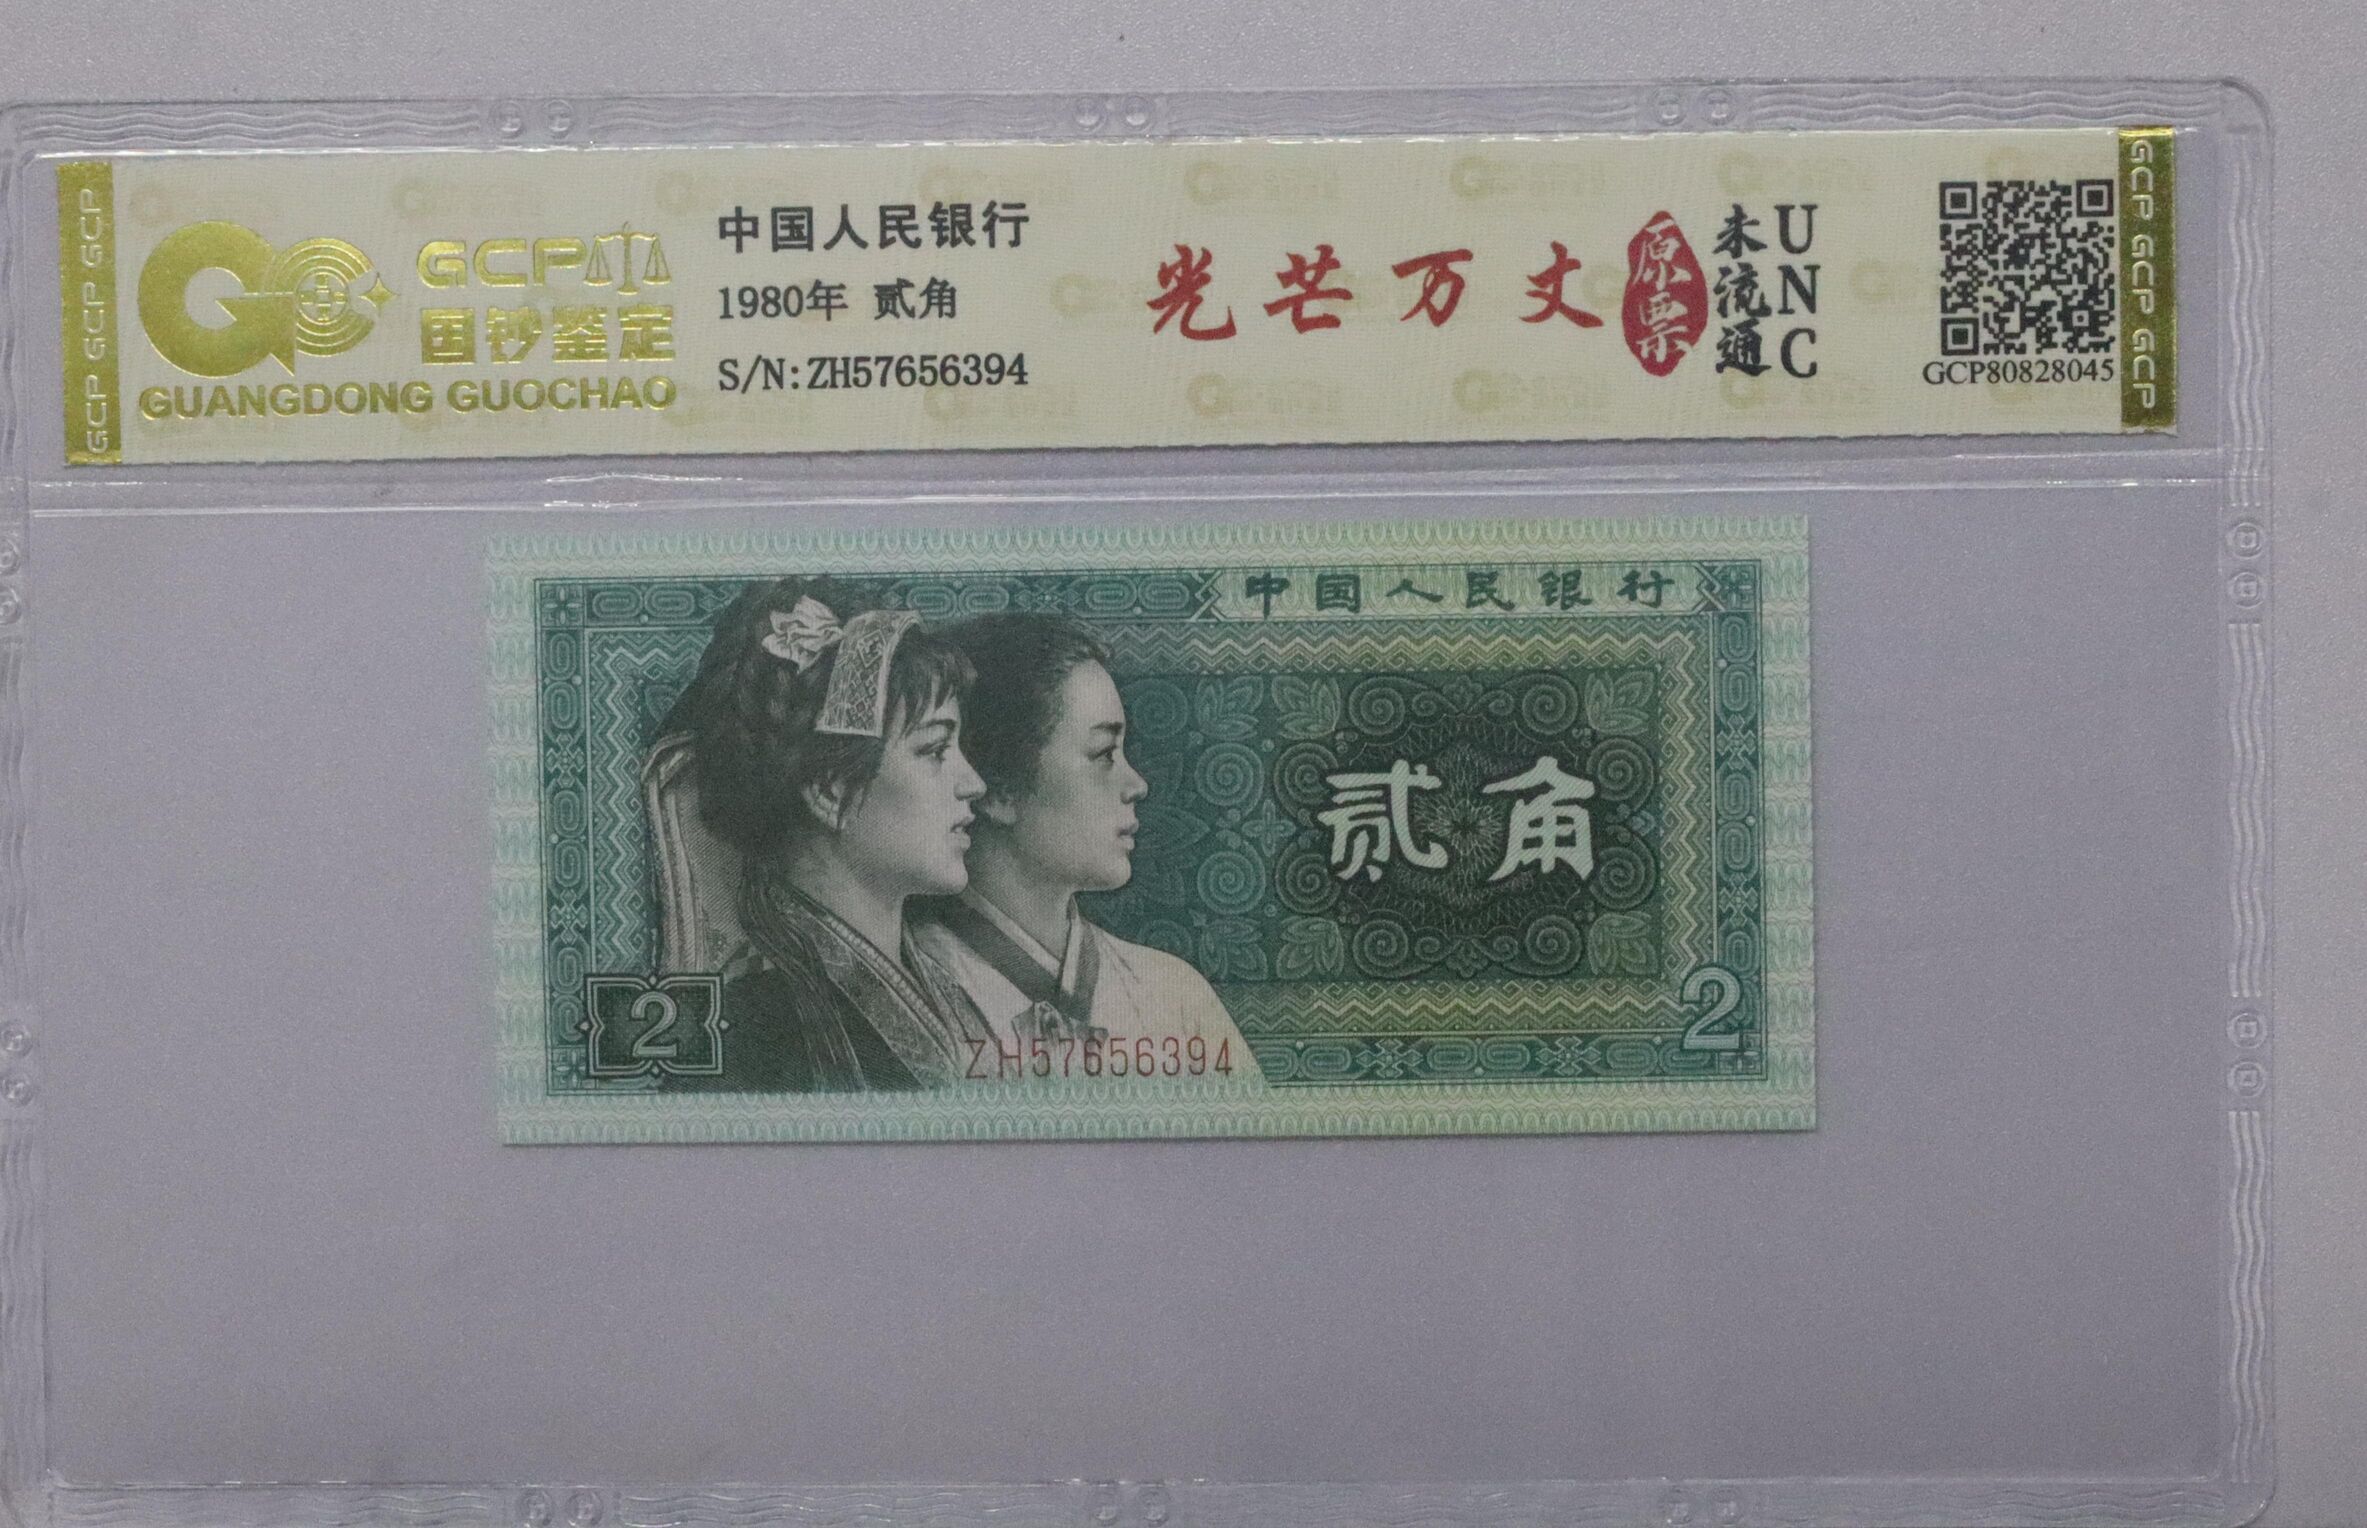 GCP GCP GCP
GCP
国钞鉴定
GUANGDONG GUOCHAO
中国人民银行
1980年 贰角
S/N:ZH57656394
光芒万丈
原票
未流通
UNC
GCP80828045
GCP GCP GCP
中国人民银行
贰角
2
2
ZH57656394